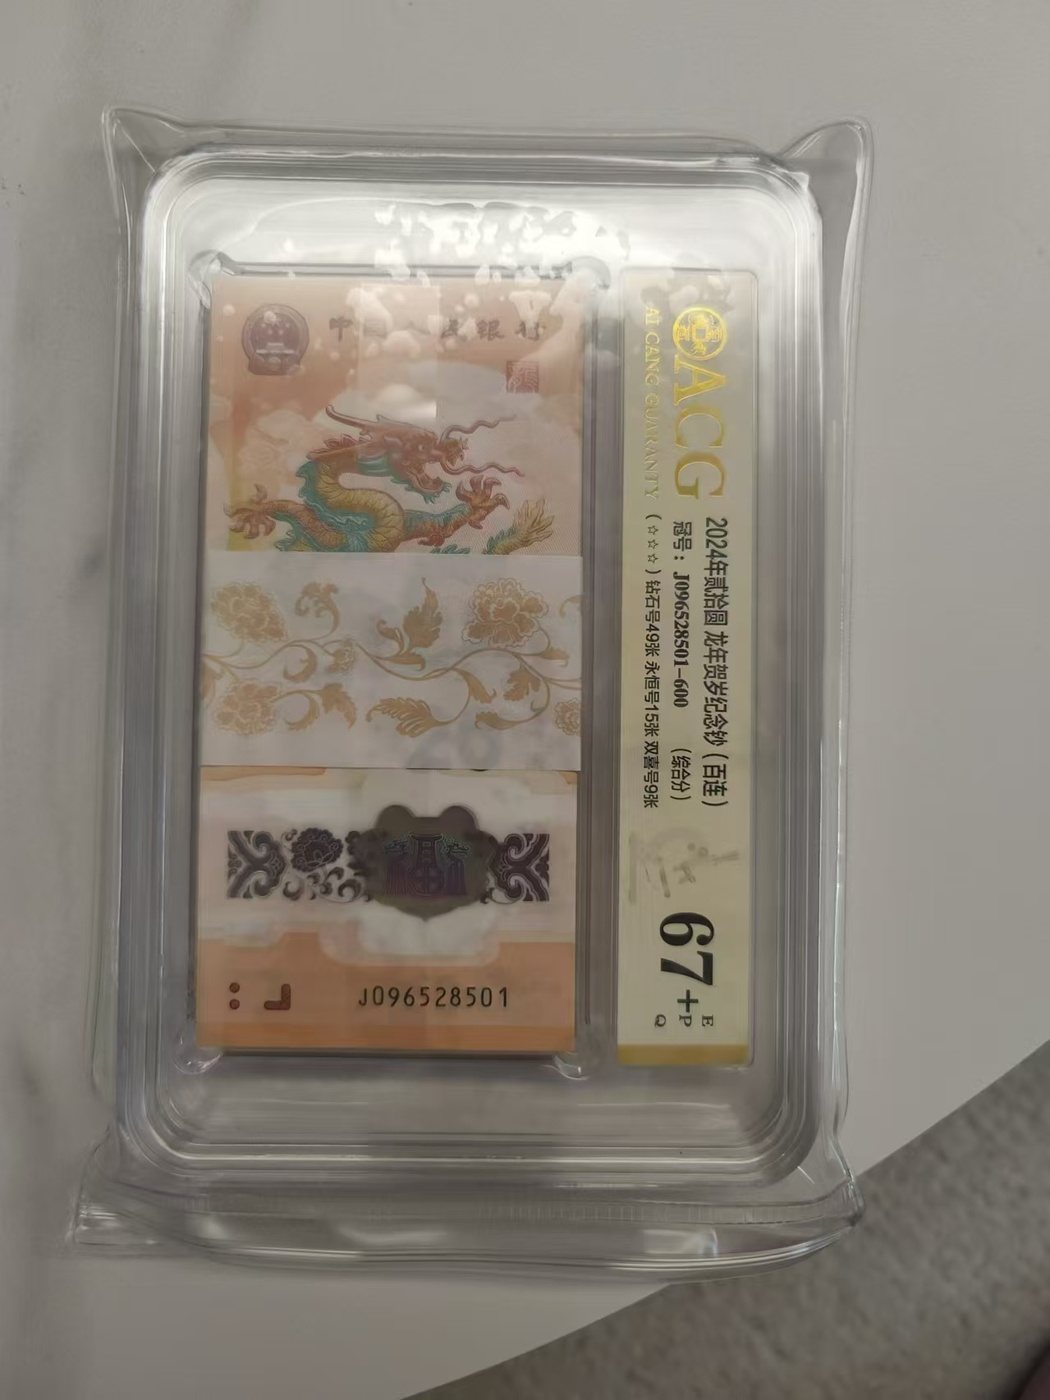 中国人民银行
J096528501
ACG
AI CANG GUARANTY
2024年贰拾圆 龙年贺岁纪念钞（百连）
冠号：J096528501-600 （综合分）
（☆☆☆）钻石号49张 永恒号15张 双喜号9张
67+
E
P
Q